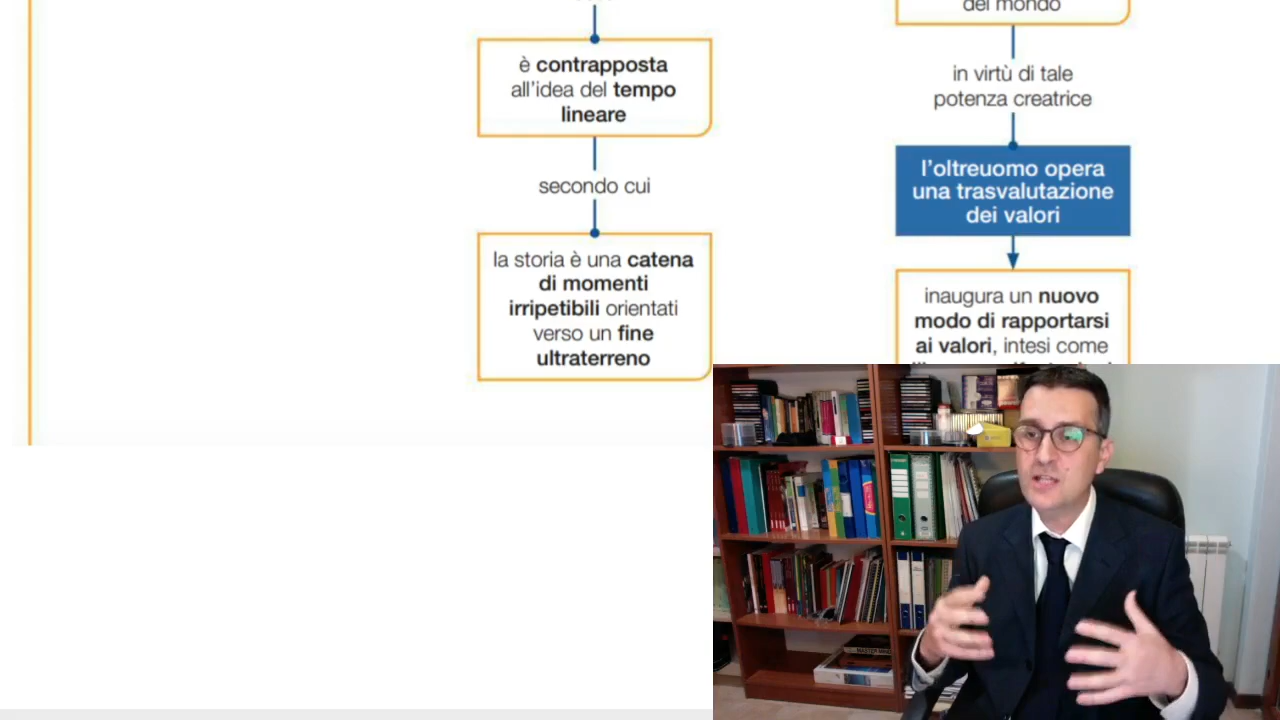 è contrapposta
all'idea del tempo
lineare
secondo cui
la storia è una catena
di momenti
irripetibili orientati
verso un fine
ultraterreno
del mondo
in virtù di tale
potenza creatrice
l'oltreuomo opera
una trasvalutazione
dei valori
inaugura un nuovo
modo di rapportarsi
ai valori, intesi come